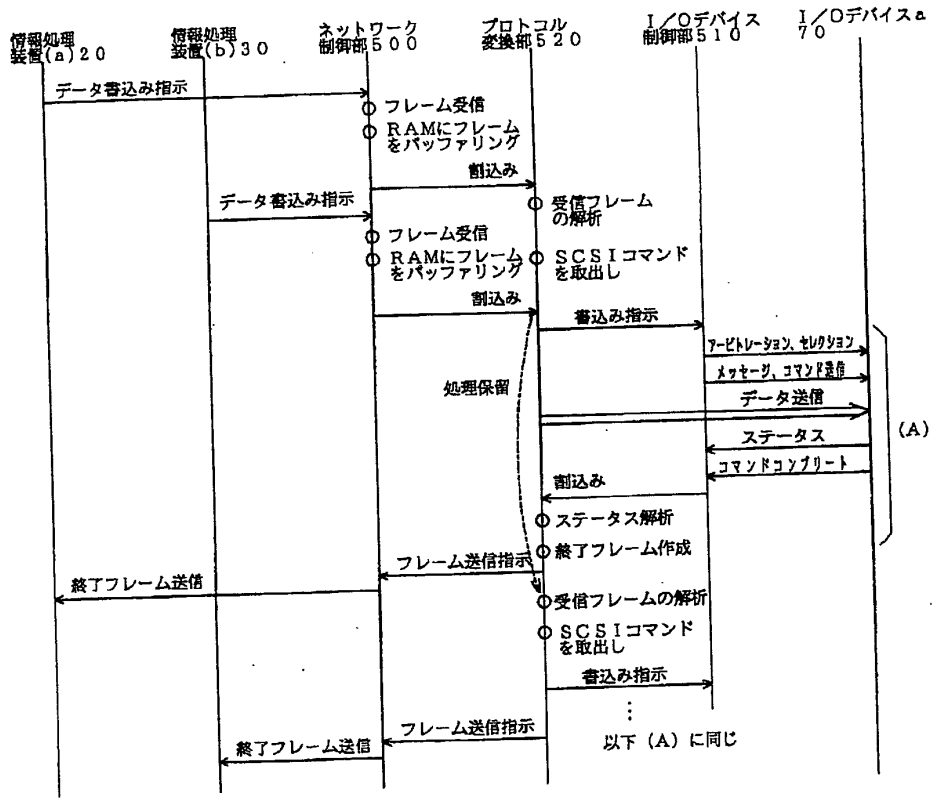 情報処理
装置(a)20
情報処理
装置(b)30
ネットワーク
制御部500
プロトコル
変換部520
I／Oデバイス
制御部510
I／Oデバイスa
70
データ書込み指示
フレーム受信
RAMにフレーム
をバッファリング
割込み
データ書込み指示
受信フレーム
の解析
フレーム受信
RAMにフレーム
をバッファリング
SCSIコマンド
を取出し
割込み
書込み指示
アービトレーション、セレクション
メッセージ、コマンド送信
処理保留
データ送信
(A)
ステータス
コマンドコンプリート
割込み
ステータス解析
終了フレーム作成
フレーム送信指示
終了フレーム送信
受信フレームの解析
SCSIコマンド
を取出し
書込み指示
フレーム送信指示
以下（A）に同じ
終了フレーム送信